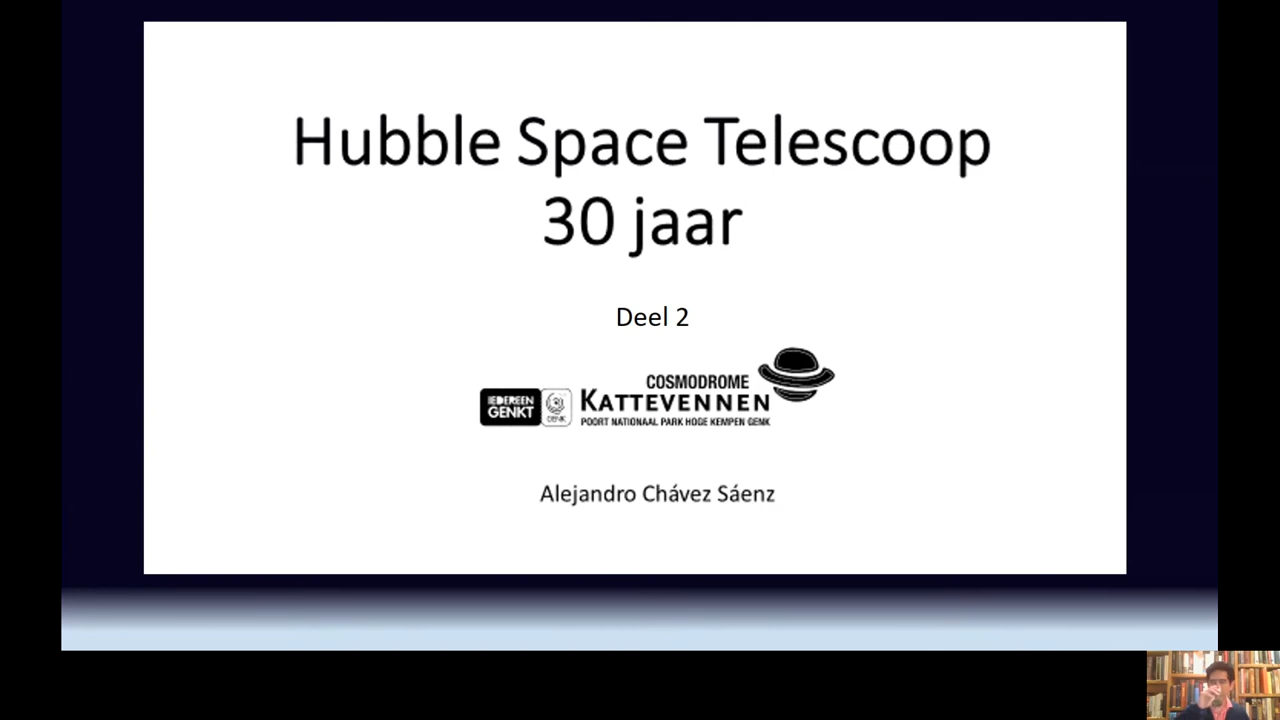 Hubble Space Telescoop
30 jaar
Deel 2
COSMODROME
IEDEREEN
GENKT
KATTEVENNEN
POORT NATIONAAL PARK HOGE KEMPEN GENK
Alejandro Chávez Sáenz